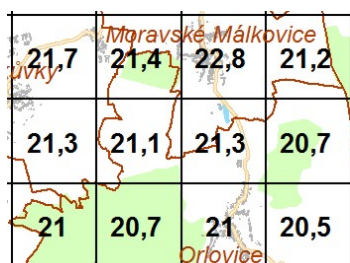 Moravské Málkovice
21,7 21,4 22,8 21,2
ůvky
21,3 21,1 21,3 20,7
21 20,7 21 20,5
Orlovice